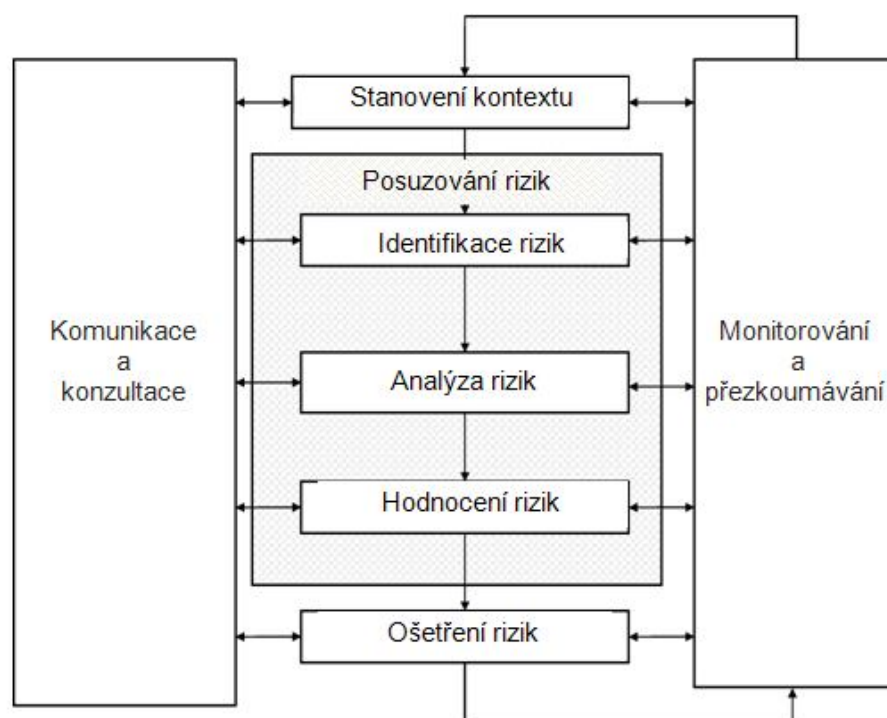 Stanovení kontextu
Posuzování rizik
Identifikace rizik
Komunikace
a
konzultace
Analýza rizik
Monitorování
a
přezkoumávání
Hodnocení rizik
Ošetření rizik